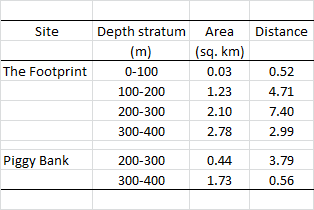 Site Depth stratum Area Distance
(m) (sq. km)
The Footprint 0-100 0.03 0.52
100-200 1.23 4.71
200-300 2.10 7.40
300-400 2.78 2.99
Piggy Bank 200-300 0.44 3.79
300-400 1.73 0.56